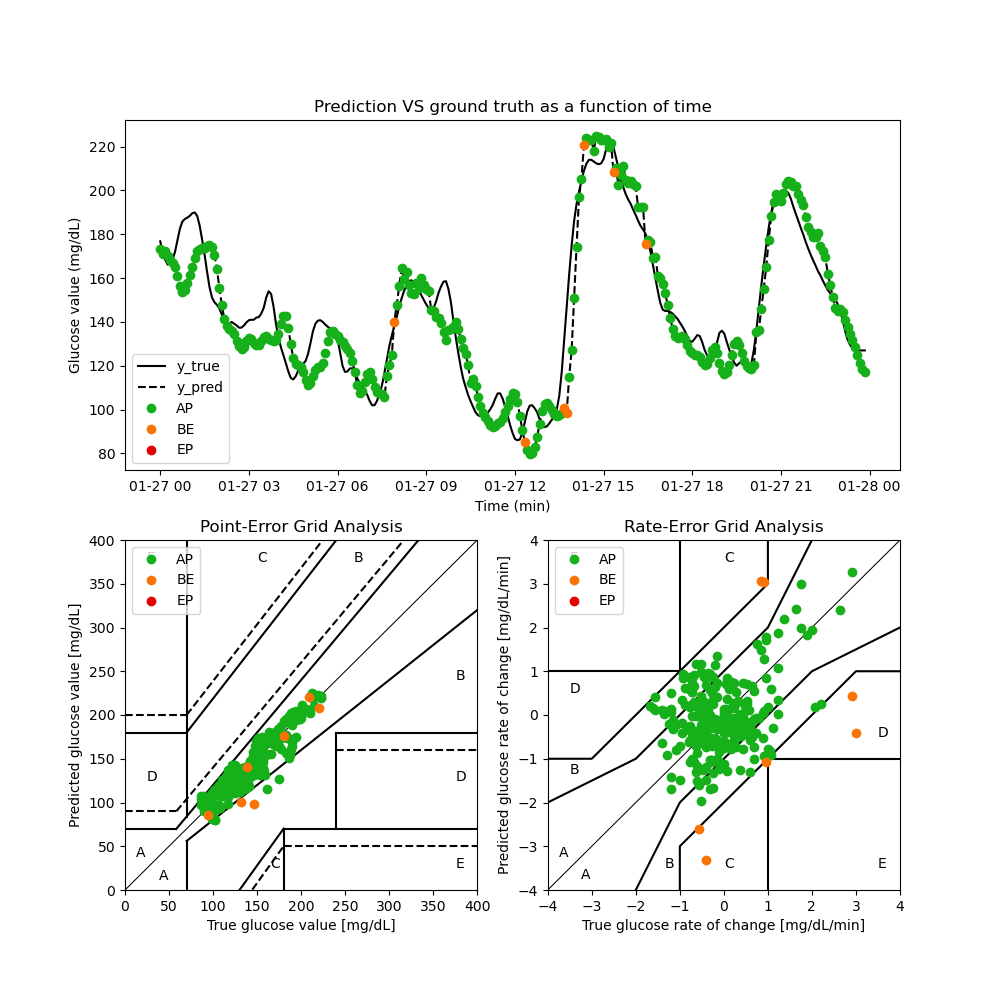 Prediction VS ground truth as a function of time
Glucose value (mg/dL)
220
200
180
160
140
120
100
80
y_true
y_pred
AP
BE
EP
01-27 00 01-27 03 01-27 06 01-27 09 01-27 12 01-27 15 01-27 18 01-27 21 01-28 00
Time (min)
Point-Error Grid Analysis
Predicted glucose value [mg/dL]
400
350
300
250
200
150
100
50
0
AP
BE
EP
C B
B
D D
A
A C E
0 50 100 150 200 250 300 350 400
True glucose value [mg/dL]
Rate-Error Grid Analysis
Predicted glucose rate of change [mg/dL/min]
4
3
2
1
0
−1
−2
−3
−4
AP
BE
EP
C
D
D
B
A
A B C E
−4 −3 −2 −1 0 1 2 3 4
True glucose rate of change [mg/dL/min]